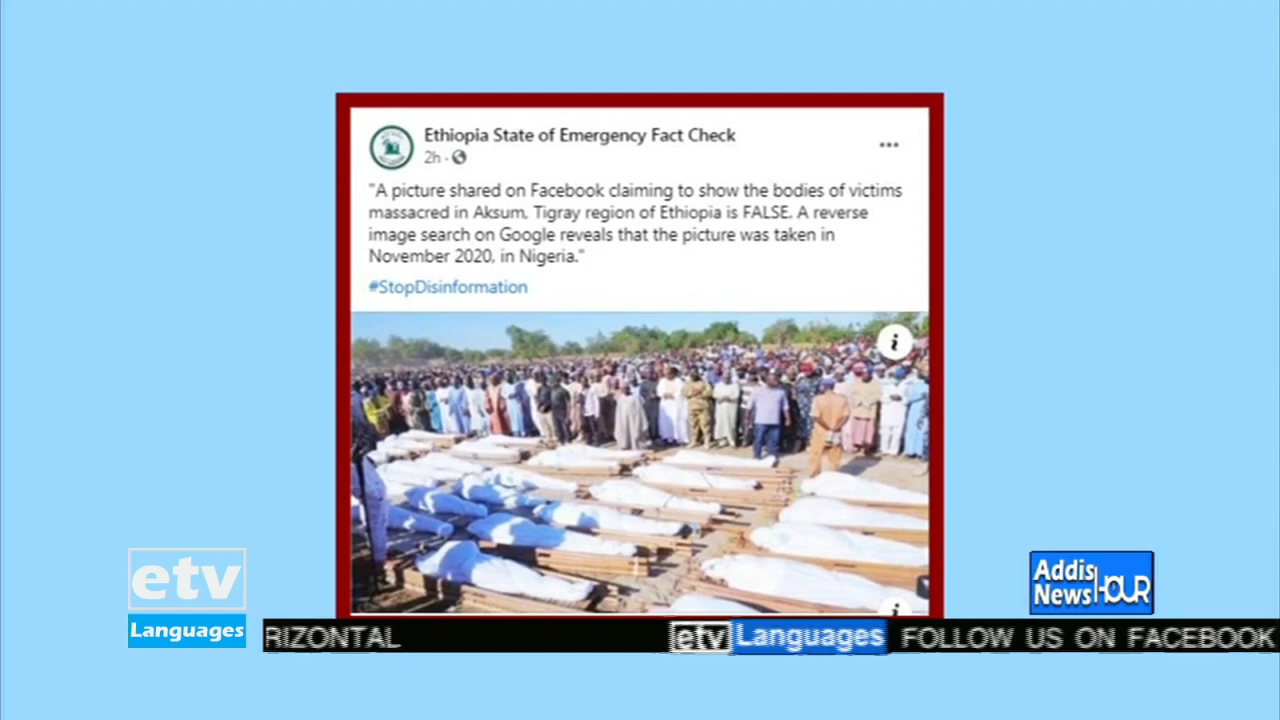 Ethiopia State of Emergency Fact Check
2h ·
"A picture shared on Facebook claiming to show the bodies of victims
massacred in Aksum, Tigray region of Ethiopia is FALSE. A reverse
image search on Google reveals that the picture was taken in
November 2020, in Nigeria."
#StopDisinformation
i
i
etv
Languages
Addis
News HOUR
RIZONTAL etv Languages FOLLOW US ON FACEBOOK